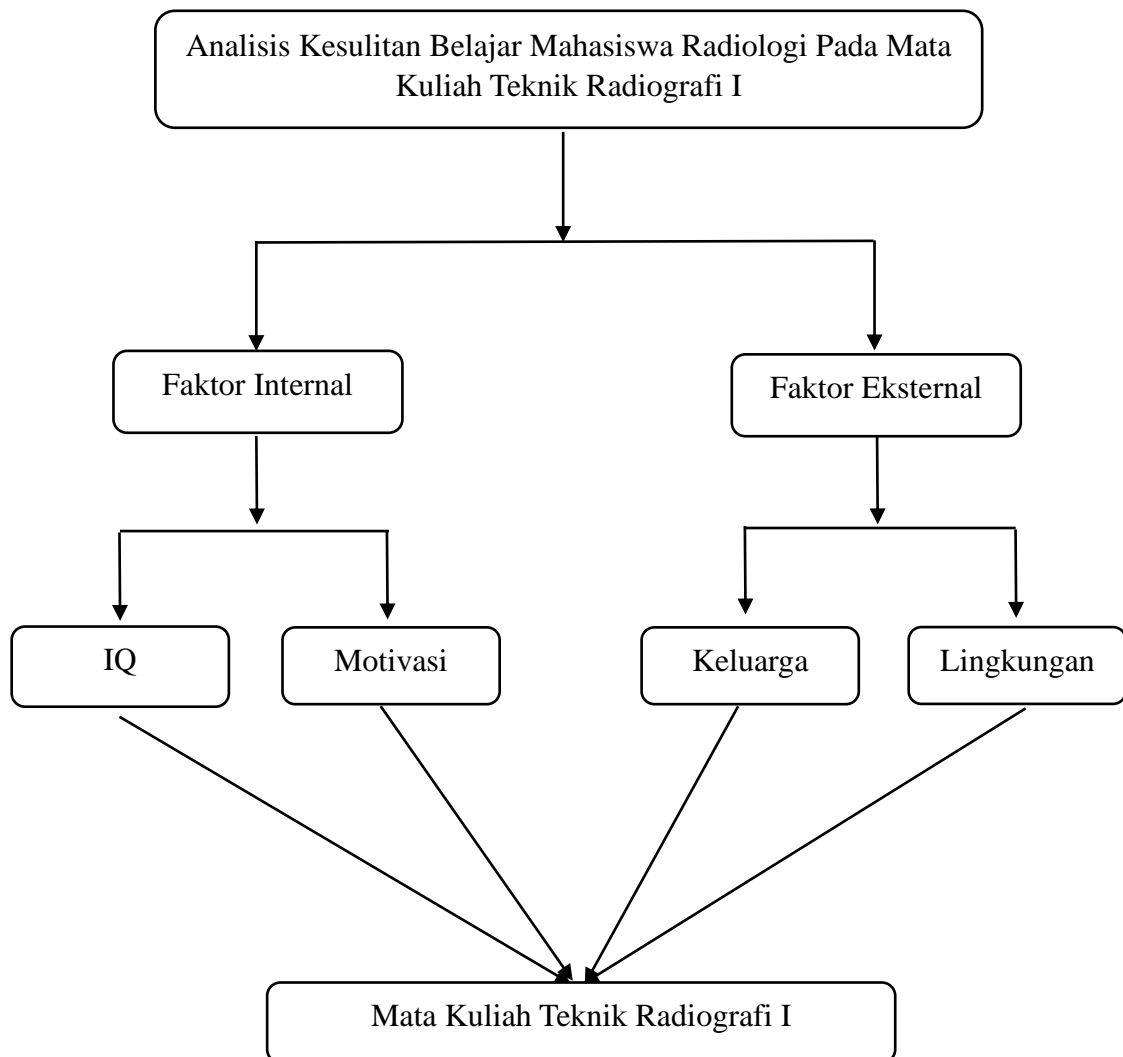 Analisis Kesulitan Belajar Mahasiswa Radiologi Pada Mata
Kuliah Teknik Radiografi I
Faktor Internal
Faktor Eksternal
IQ
Motivasi
Keluarga
Lingkungan
Mata Kuliah Teknik Radiografi I